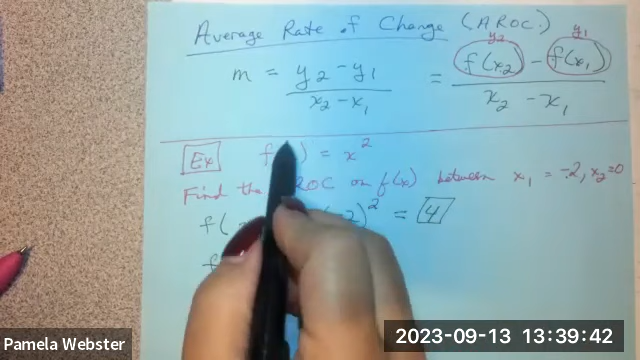 Average Rate of Change (AROC)
y2 y1
m = y2 - y1 / x2 - x1 = f(x2) - f(x1) / x2 - x1
Ex f( ) = x²
Find the AROC on f(x) between x1 = -2, x2=0
f( 2)² = 4
f
Pamela Webster
2023-09-13 13:39:42